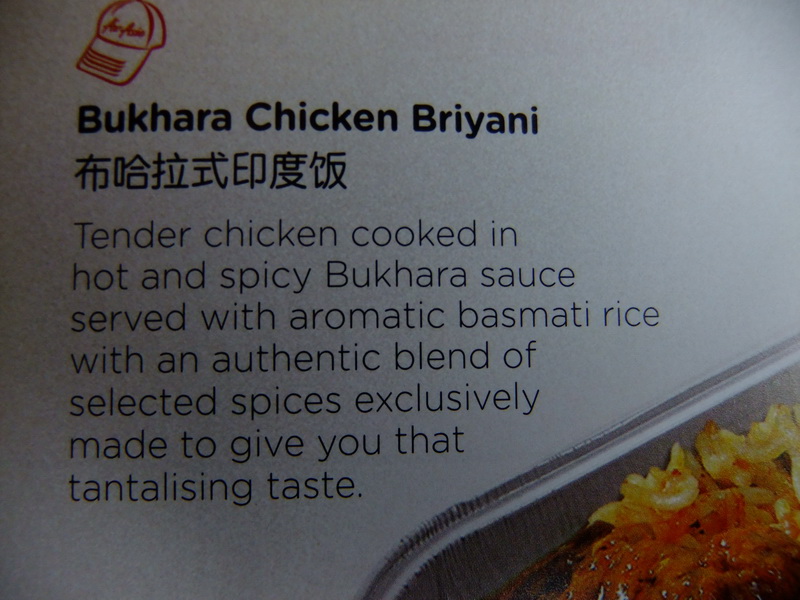 AirAsia
Bukhara Chicken Briyani
布哈拉式印度饭
Tender chicken cooked in
hot and spicy Bukhara sauce
served with aromatic basmati rice
with an authentic blend of
selected spices exclusively
made to give you that
tantalising taste.